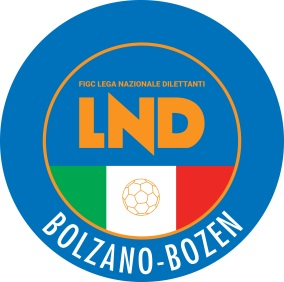 FIGC LEGA NAZIONALE DILETTANTI
LND
BOLZANO-BOZEN